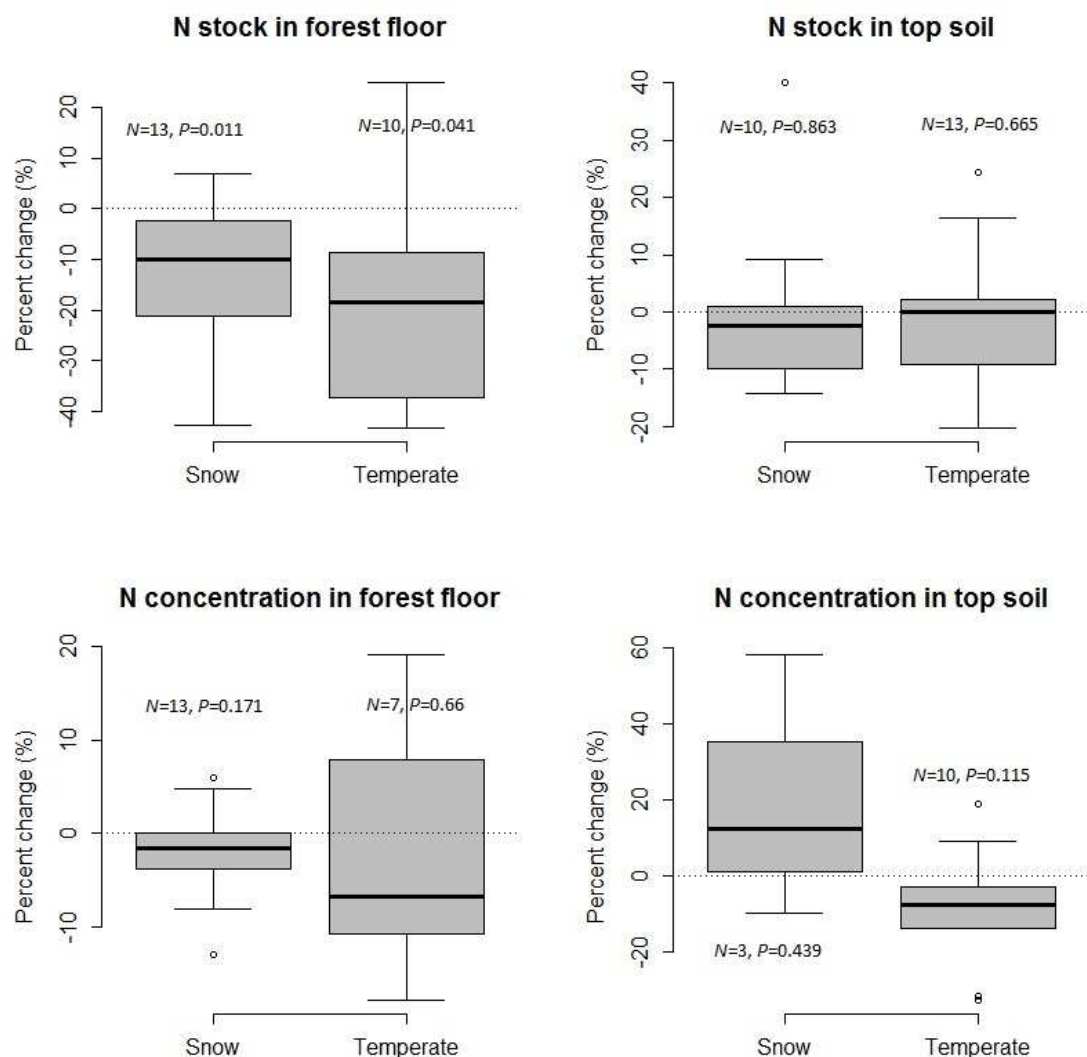 N stock in forest floor
Percent change (%)
20
10
0
-10
-20
-30
-40
N=13, P=0.011
N=10, P=0.041
Snow
Temperate
N stock in top soil
Percent change (%)
40
30
20
10
0
-10
-20
N=10, P=0.863
N=13, P=0.665
Snow
Temperate
N concentration in forest floor
Percent change (%)
20
10
0
-10
N=13, P=0.171
N=7, P=0.66
Snow
Temperate
N concentration in top soil
Percent change (%)
60
40
20
0
-20
N=10, P=0.115
N=3, P=0.439
Snow
Temperate